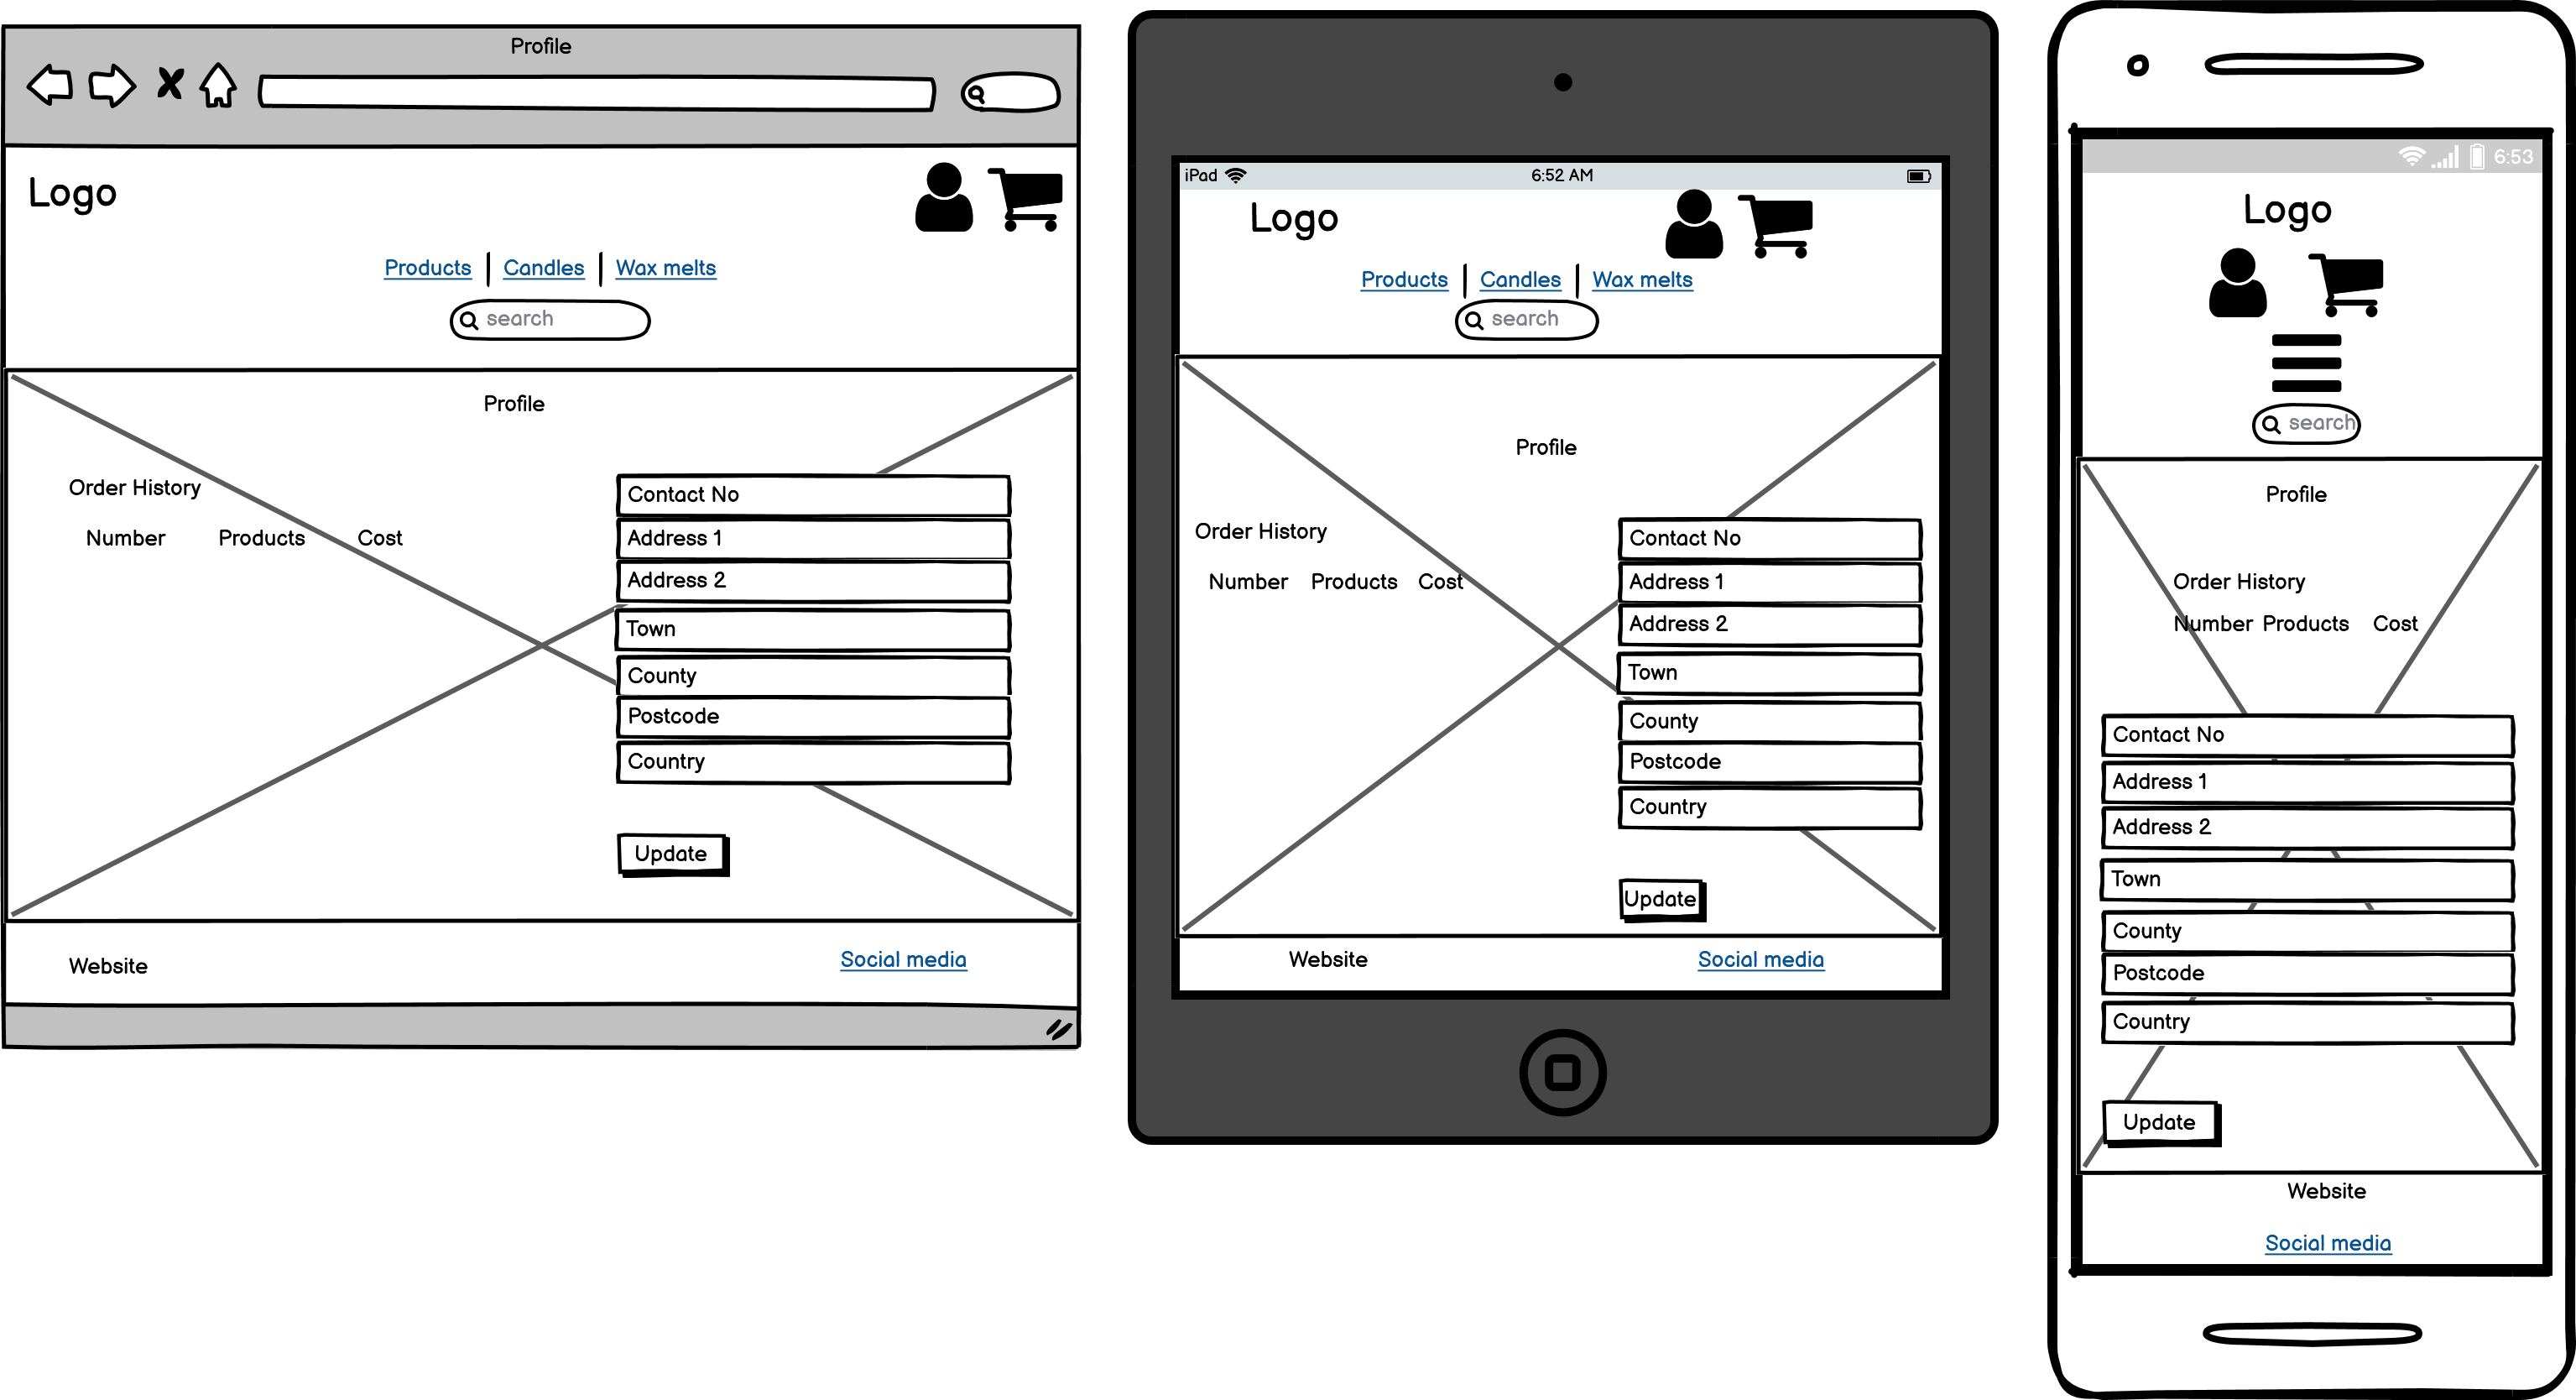 Profile
Logo
Products Candles Wax melts
search
Profile
Order History
Number Products Cost
Contact No
Address 1
Address 2
Town
County
Postcode
Country
Update
Website Social media
iPad 6:52 AM
Logo
Products Candles Wax melts
search
Profile
Order History
Number Products Cost
Contact No
Address 1
Address 2
Town
County
Postcode
Country
Update
Website Social media
6:53
Logo
search
Profile
Order History
Number Products Cost
Contact No
Address 1
Address 2
Town
County
Postcode
Country
Update
Website
Social media